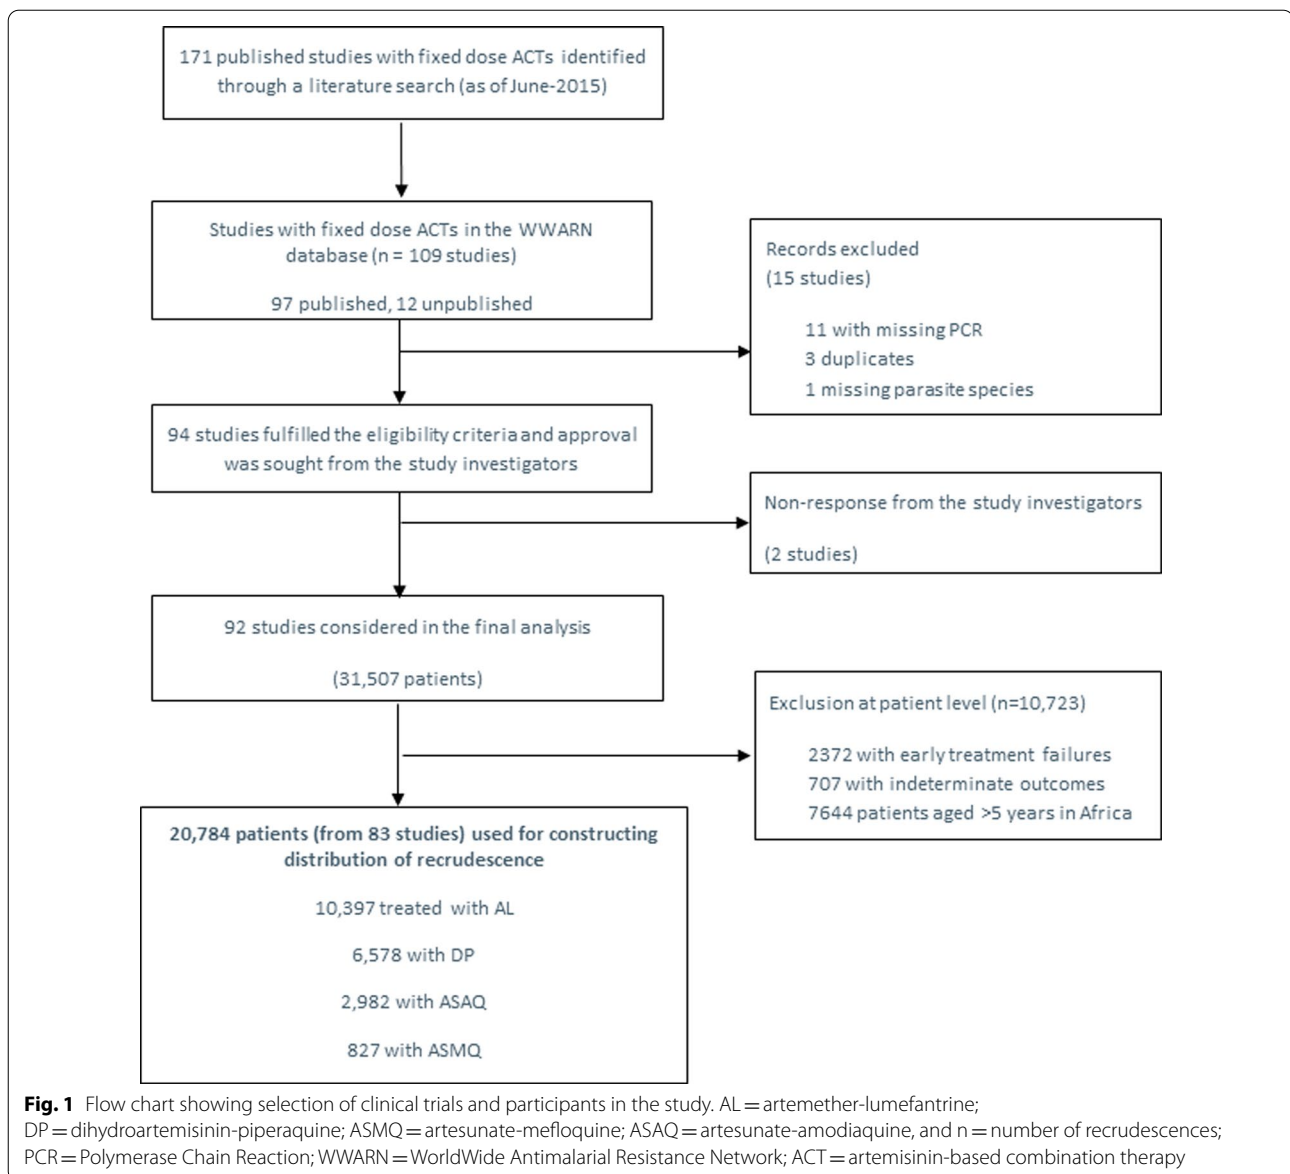 171 published studies with fixed dose ACTs identified
through a literature search (as of June-2015)
Studies with fixed dose ACTs in the WWARN
database (n = 109 studies)
97 published, 12 unpublished
Records excluded
(15 studies)
11 with missing PCR
3 duplicates
1 missing parasite species
94 studies fulfilled the eligibility criteria and approval
was sought from the study investigators
Non-response from the study investigators
(2 studies)
92 studies considered in the final analysis
(31,507 patients)
Exclusion at patient level (n=10,723)
2372 with early treatment failures
707 with indeterminate outcomes
7644 patients aged >5 years in Africa
20,784 patients (from 83 studies) used for constructing
distribution of recrudescence
10,397 treated with AL
6,578 with DP
2,982 with ASAQ
827 with ASMQ
Fig. 1 Flow chart showing selection of clinical trials and participants in the study. AL = artemether-lumefantrine;
DP = dihydroartemisinin-piperaquine; ASMQ = artesunate-mefloquine; ASAQ = artesunate-amodiaquine, and n = number of recrudescences;
PCR = Polymerase Chain Reaction; WWARN = WorldWide Antimalarial Resistance Network; ACT = artemisinin-based combination therapy